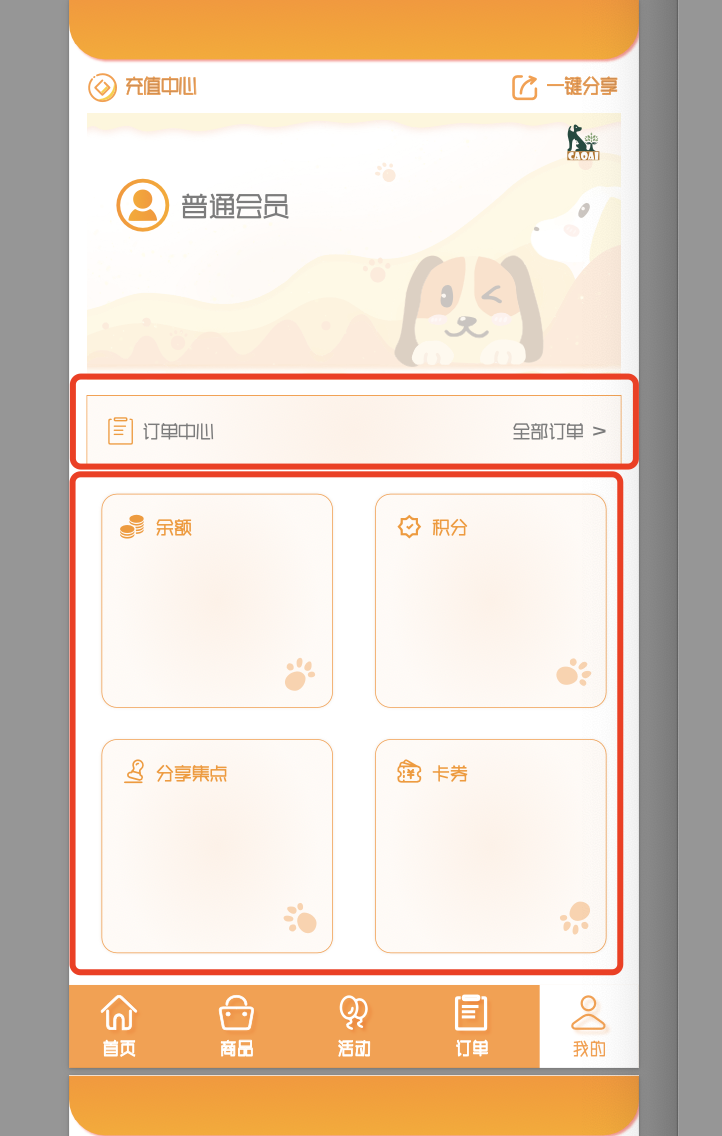 充值中心
一键分享
CAOAI
普通会员
订单中心
全部订单 >
余额
积分
分享集点
卡券
首页
商品
活动
订单
我的